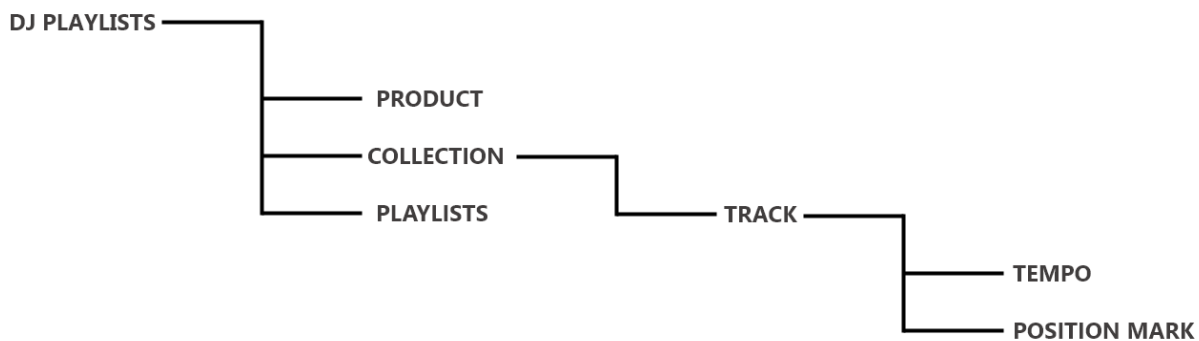 DJ PLAYLISTS
PRODUCT
COLLECTION
PLAYLISTS
TRACK
TEMPO
POSITION MARK